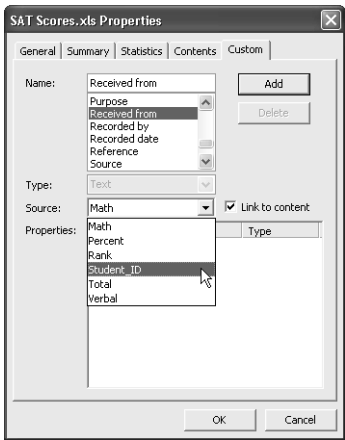 SAT Scores.xls Properties
General Summary Statistics Contents Custom
Name: Received from Add
Purpose
Received from Delete
Recorded by
Recorded date
Reference
Source
Type: Text
Source: Math Link to content
Properties: Math Type
Percent
Rank
Student_ID
Total
Verbal
OK Cancel